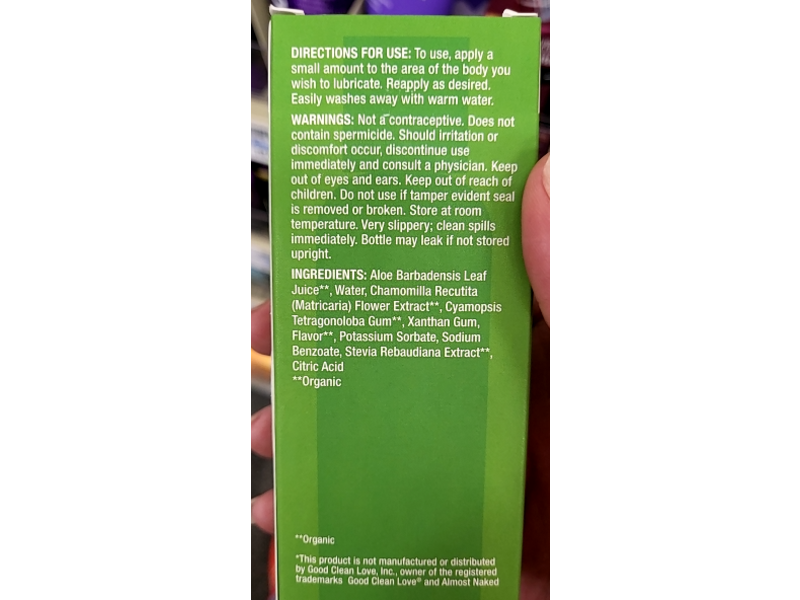 DIRECTIONS FOR USE: To use, apply a
small amount to the area of the body you
wish to lubricate. Reapply as desired.
Easily washes away with warm water.
WARNINGS: Not a contraceptive. Does not
contain spermicide. Should irritation or
discomfort occur, discontinue use
immediately and consult a physician. Keep
out of eyes and ears. Keep out of reach of
children. Do not use if tamper evident seal
is removed or broken. Store at room
temperature. Very slippery; clean spills
immediately. Bottle may leak if not stored
upright.
INGREDIENTS: Aloe Barbadensis Leaf
Juice**, Water, Chamomilla Recutita
(Matricaria) Flower Extract**, Cyamopsis
Tetragonoloba Gum**, Xanthan Gum,
Flavor**, Potassium Sorbate, Sodium
Benzoate, Stevia Rebaudiana Extract**,
Citric Acid
**Organic
**Organic
*This product is not manufactured or distributed
by Good Clean Love, Inc., owner of the registered
trademarks Good Clean Love® and Almost Naked